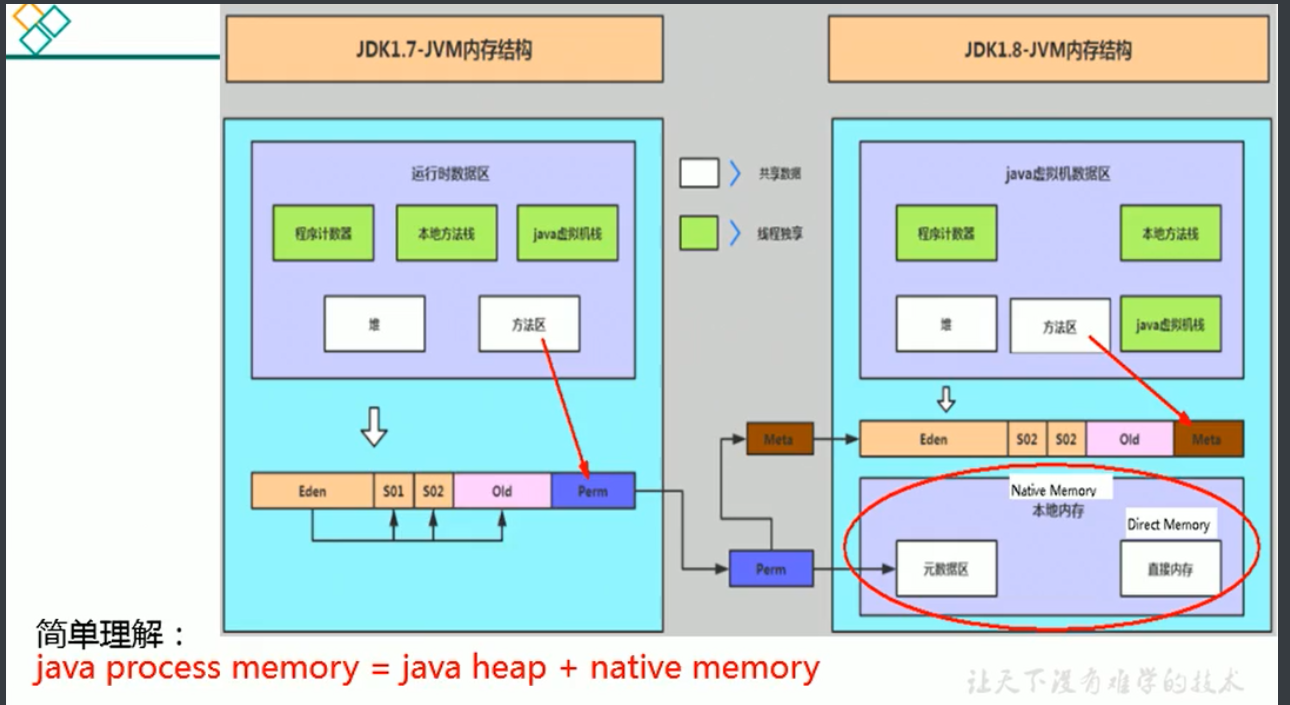 JDK1.7-JVM内存结构
JDK1.8-JVM内存结构
运行时数据区
程序计数器
本地方法栈
java虚拟机栈
堆
方法区
Eden
S01
S02
Old
Perm
共享数据
线程独享
Meta
Perm
java虚拟机数据区
程序计数器
本地方法栈
堆
方法区
java虚拟机栈
Eden
S02
S02
Old
Meta
Native Memory
本地内存
Direct Memory
元数据区
直接内存
简单理解：
java process memory = java heap + native memory
让天下没有难学的技术